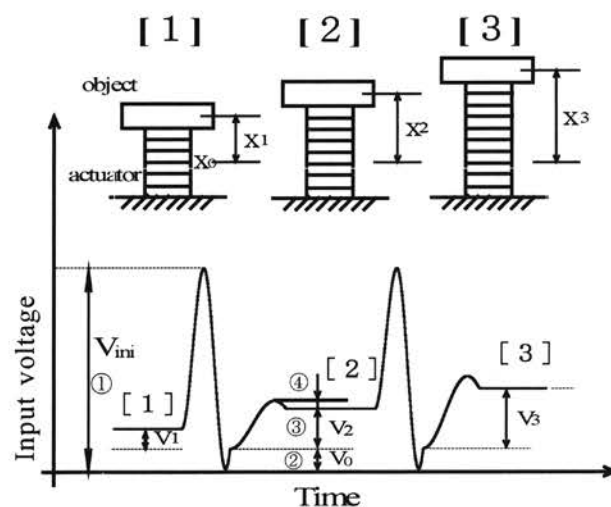 [1] [2] [3]
object
X1 X2 X3
X0
actuator
Input voltage
Vini
①
[1] [2] [3]
V1
④
③ V2 V3
② V0
Time